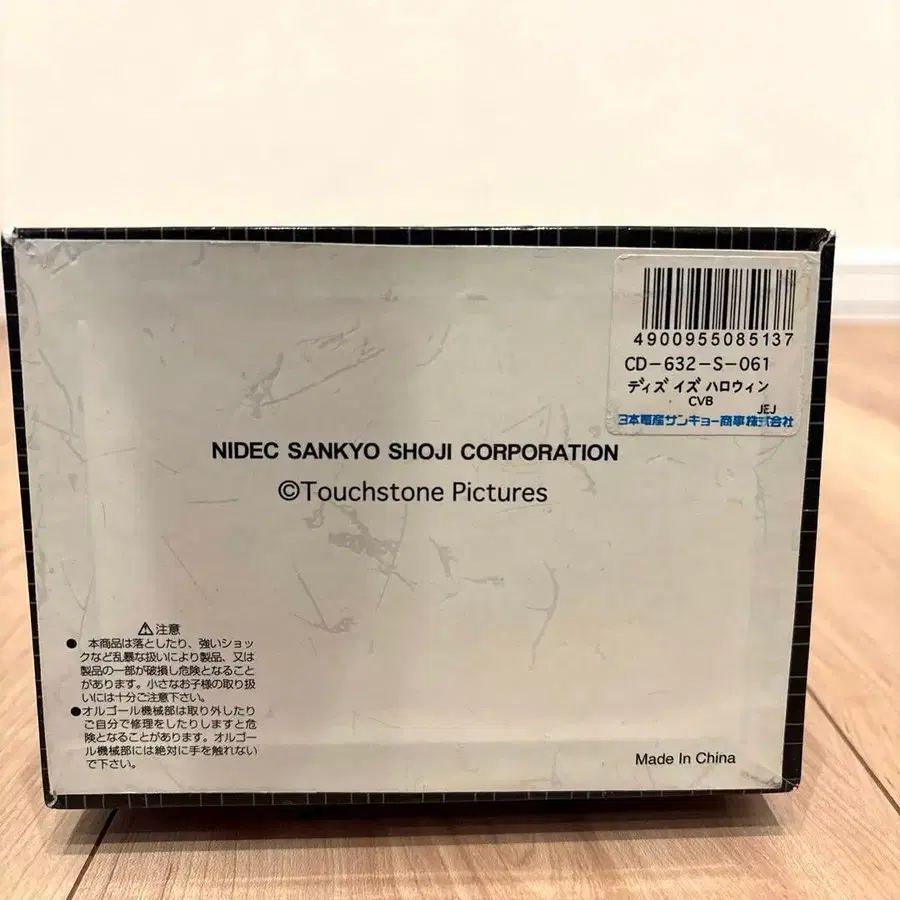 4900955085137
CD-632-S-061
ディズ イズ ハロウィン
CVB
JEJ
日本電産サンキョー商事株式会社
NIDEC SANKYO SHOJI CORPORATION
©Touchstone Pictures
⚠注意
● 本商品は落としたり、強いショッ
クなど乱暴な扱いにより製品、又は
製品の一部が破損し危険となること
があります。小さなお子様の取り扱
いには十分ご注意下さい。
●オルゴール機械部は取り外したり
ご自分で修理をしたりしますと危
険となることがあります。オルゴー
ル機械部には絶対に手を触れない
で下さい。
Made In China